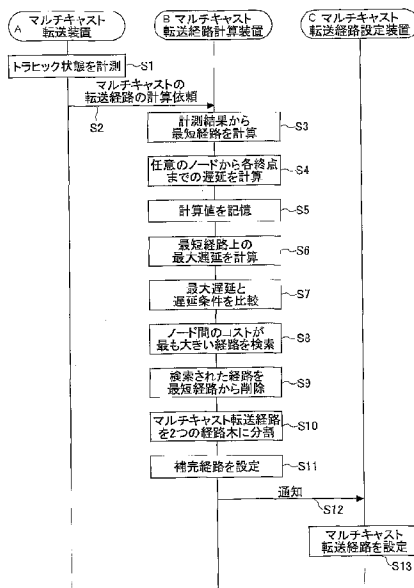 A マルチキャスト
転送装置
B マルチキャスト
転送経路計算装置
C マルチキャスト
転送経路設定装置
トラヒック状態を計測 S1
マルチキャストの
転送経路の計算依頼
S2
計測結果から
最短経路を計算
S3
任意のノードから各終点
までの遅延を計算
S4
計算値を記憶
S5
最短経路上の
最大遅延を計算
S6
最大遅延と
遅延条件を比較
S7
ノード間のコストが
最も大きい経路を検索
S8
検索された経路を
最短経路から削除
S9
マルチキャスト転送経路
を2つの経路木に分割
S10
補完経路を設定
S11
通知
S12
マルチキャスト
転送経路を設定
S13